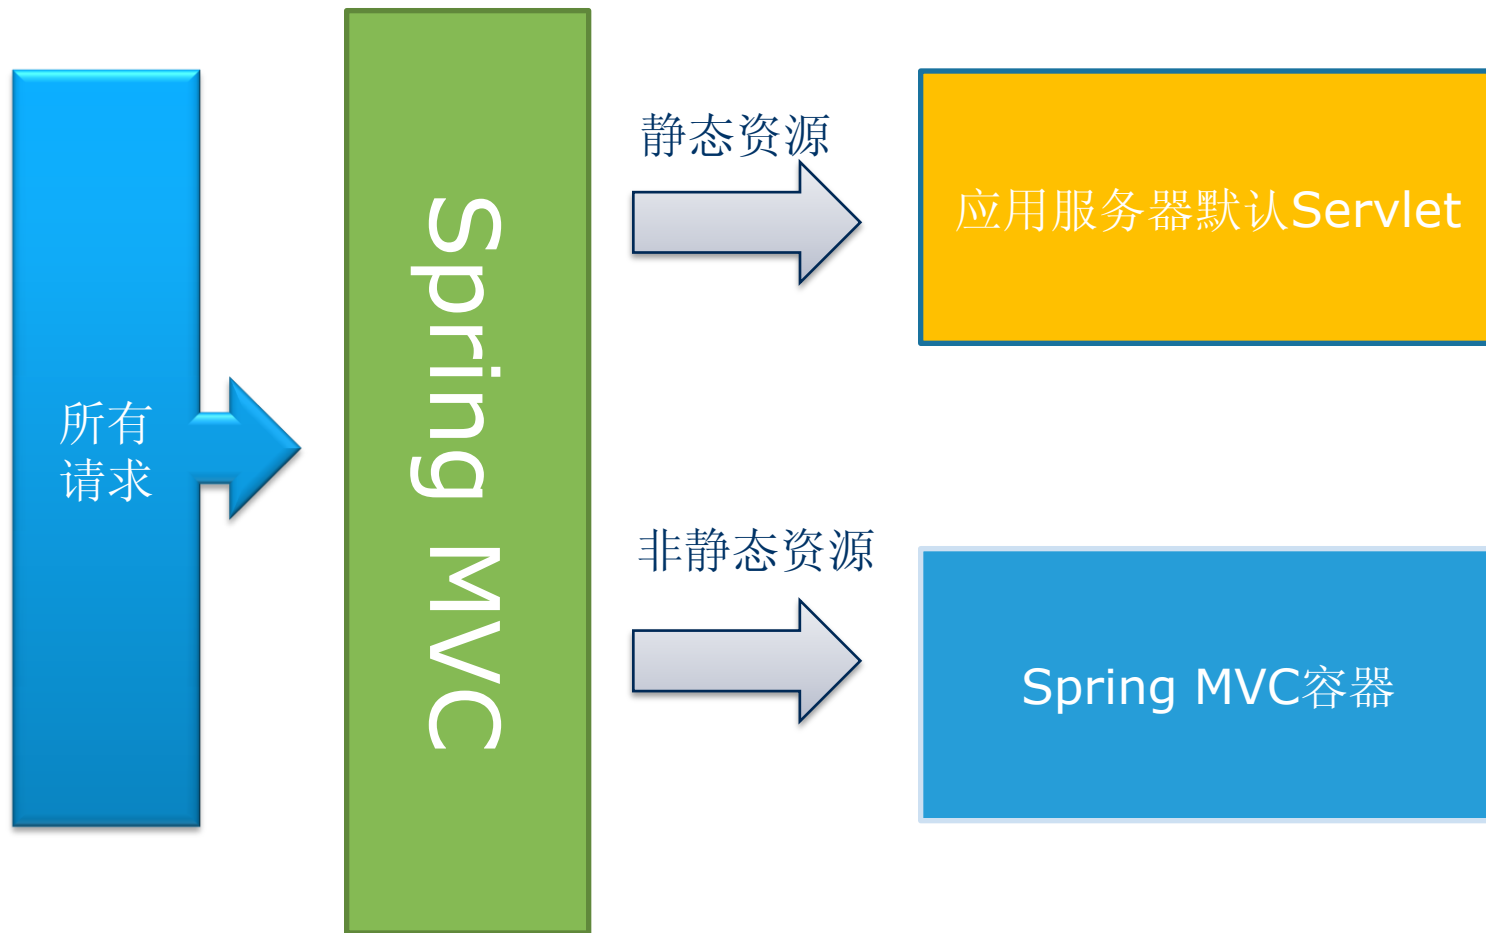 所有
请求
Spring MVC
静态资源
应用服务器默认Servlet
非静态资源
Spring MVC容器